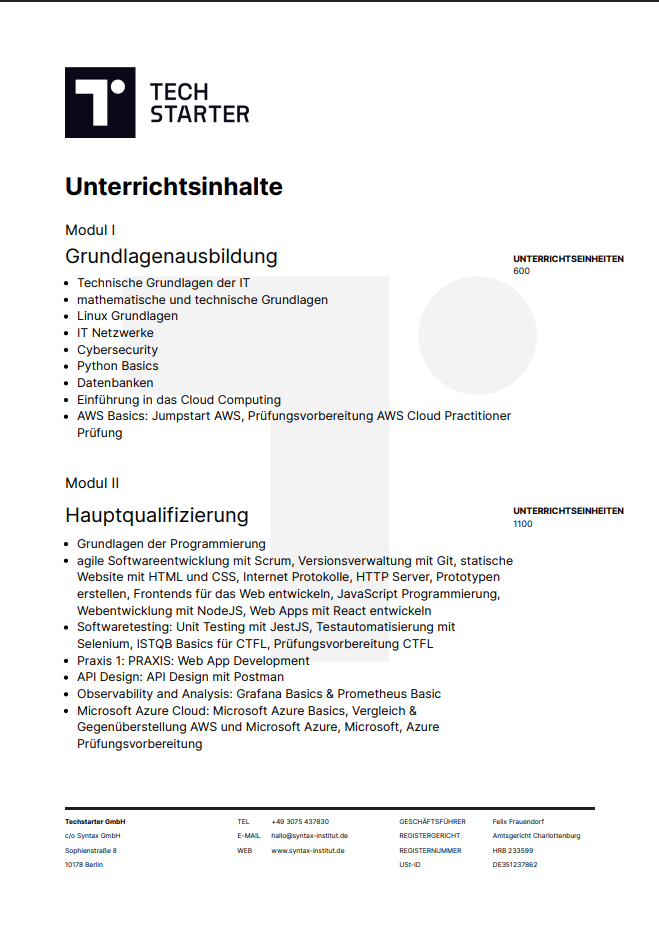 TECH
STARTER
Unterrichtsinhalte
Modul I
Grundlagenausbildung
UNTERRICHTSEINHEITEN
600
• Technische Grundlagen der IT
• mathematische und technische Grundlagen
• Linux Grundlagen
• IT Netzwerke
• Cybersecurity
• Python Basics
• Datenbanken
• Einführung in das Cloud Computing
• AWS Basics: Jumpstart AWS, Prüfungsvorbereitung AWS Cloud Practitioner
Prüfung
Modul II
Hauptqualifizierung
UNTERRICHTSEINHEITEN
1100
• Grundlagen der Programmierung
• agile Softwareentwicklung mit Scrum, Versionsverwaltung mit Git, statische
Website mit HTML und CSS, Internet Protokolle, HTTP Server, Prototypen
erstellen, Frontends für das Web entwickeln, JavaScript Programmierung,
Webentwicklung mit NodeJS, Web Apps mit React entwickeln
• Softwaretesting: Unit Testing mit JestJS, Testautomatisierung mit
Selenium, ISTQB Basics für CTFL, Prüfungsvorbereitung CTFL
• Praxis 1: PRAXIS: Web App Development
• API Design: API Design mit Postman
• Observability and Analysis: Grafana Basics & Prometheus Basic
• Microsoft Azure Cloud: Microsoft Azure Basics, Vergleich &
Gegenüberstellung AWS und Microsoft Azure, Microsoft, Azure
Prüfungsvorbereitung
Techstarter GmbH
c/o Syntax GmbH
Sophienstraße 8
10178 Berlin
TEL +49 3075 437830
E-MAIL hallo@syntax-institut.de
WEB www.syntax-institut.de
GESCHÄFTSFÜHRER Felix Frauendorf
REGISTERGERICHT Amtsgericht Charlottenburg
REGISTERNUMMER HRB 233599
USt-ID DE351237862